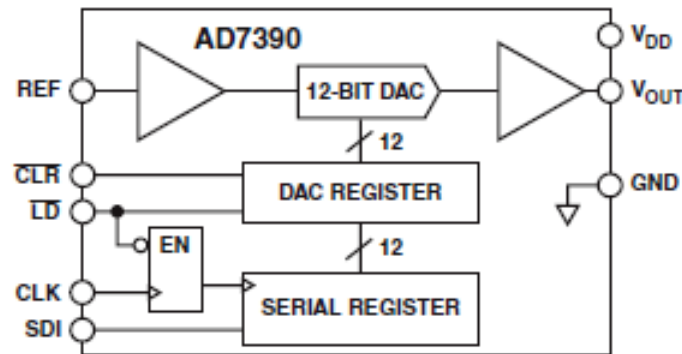 AD7390
V_DD
REF
12-BIT DAC
V_OUT
12
CLR
DAC REGISTER
GND
LD
EN
12
CLK
SERIAL REGISTER
SDI